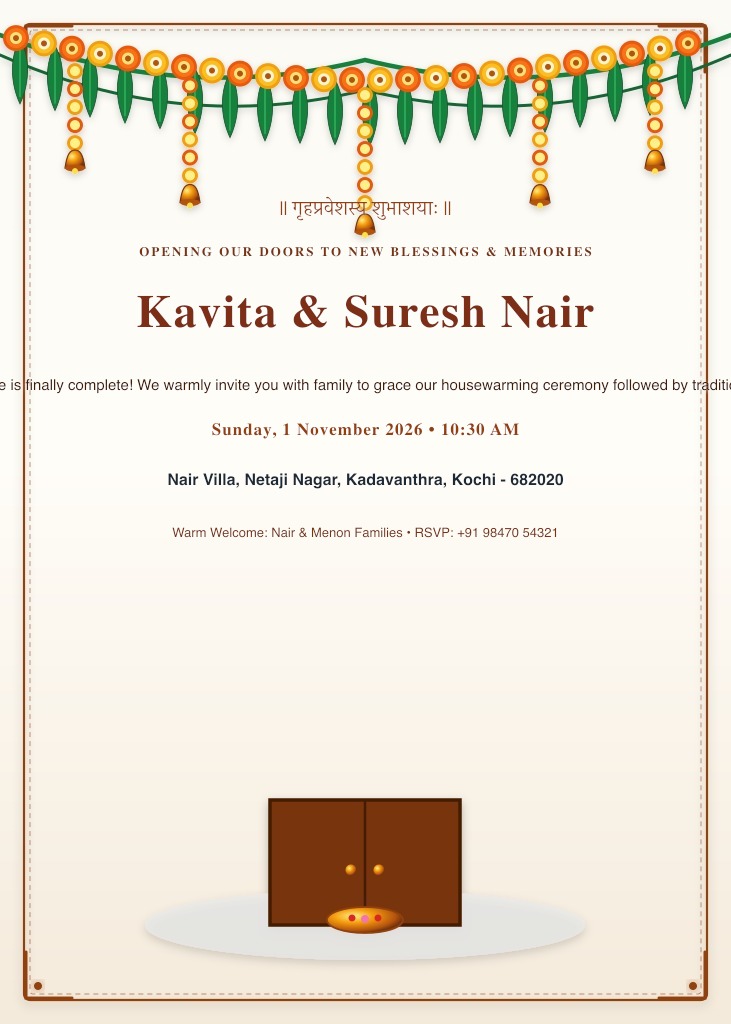 ॥ गृहप्रवेशस्य शुभाशयाः ॥
OPENING OUR DOORS TO NEW BLESSINGS & MEMORIES
Kavita & Suresh Nair
is finally complete! We warmly invite you with family to grace our housewarming ceremony followed by
Sunday, 1 November 2026 • 10:30 AM
Nair Villa, Netaji Nagar, Kadavanthra, Kochi - 682020
Warm Welcome: Nair & Menon Families • RSVP: +91 98470 54321